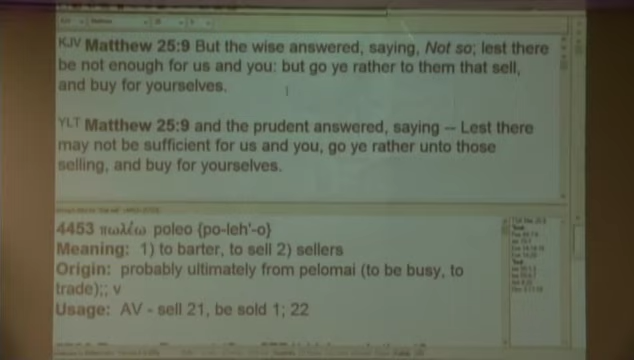 KJV Matthew 25:9 But the wise answered, saying, Not so; lest there
be not enough for us and you: but go ye rather to them that sell,
and buy for yourselves.
YLT Matthew 25:9 and the prudent answered, saying -- Lest there
may not be sufficient for us and you, go ye rather unto those
selling, and buy for yourselves.
4453 πωλέω poleo {po-leh'-o}
Meaning: 1) to barter, to sell 2) sellers
Origin: probably ultimately from pelomai (to be busy, to
trade);; v
Usage: AV - sell 21, be sold 1; 22